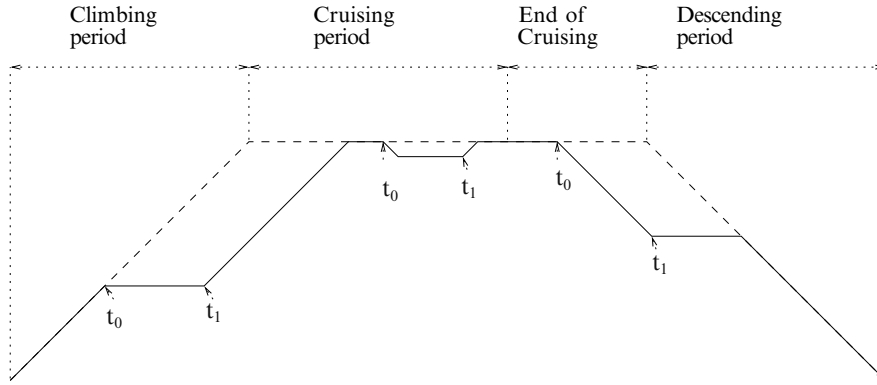 Climbing
period
Cruising
period
End of
Cruising
Descending
period
t0
t1
t0
t1
t0
t1